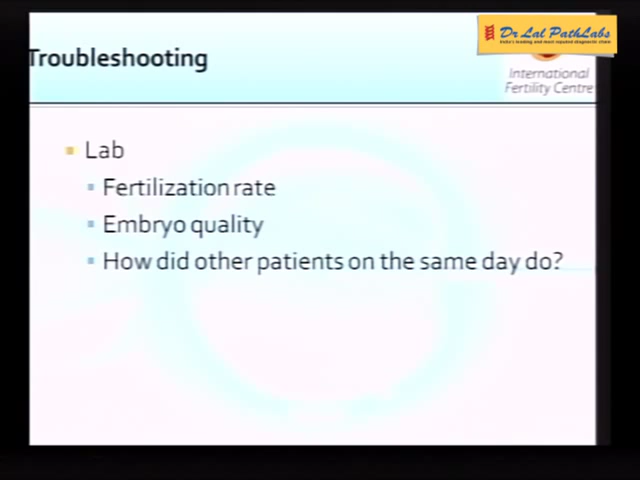 Dr Lal PathLabs
India's leading and most reputed diagnostic chain
Troubleshooting
International
Fertility Centre
Lab
Fertilization rate
Embryo quality
How did other patients on the same day do?